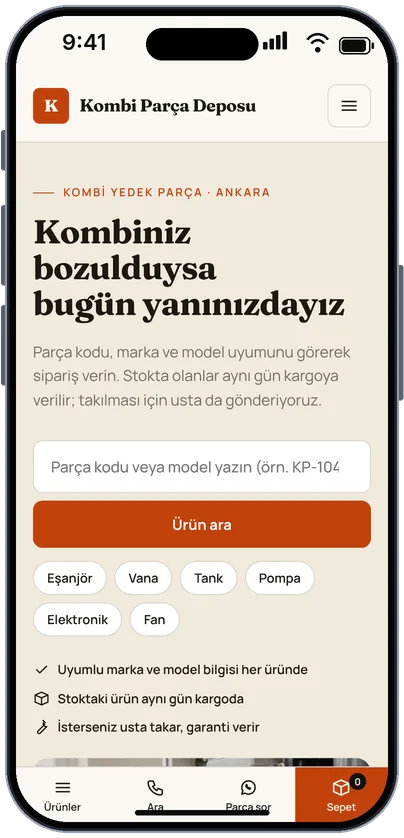 9:41
K
Kombi Parça Deposu
KOMBİ YEDEK PARÇA · ANKARA
Kombiniz
bozulduysa
bugün yanınızdayız
Parça kodu, marka ve model uyumunu görerek
sipariş verin. Stokta olanlar aynı gün kargoya
verilir; takılması için usta da gönderiyoruz.
Parça kodu veya model yazın (örn. KP-104
Ürün ara
Eşanjör
Vana
Tank
Pompa
Elektronik
Fan
Uyumlu marka ve model bilgisi her üründe
Stoktaki ürün aynı gün kargoda
İsterseniz usta takar, garanti verir
0
Ürünler
Ara
Parça sor
Sepet